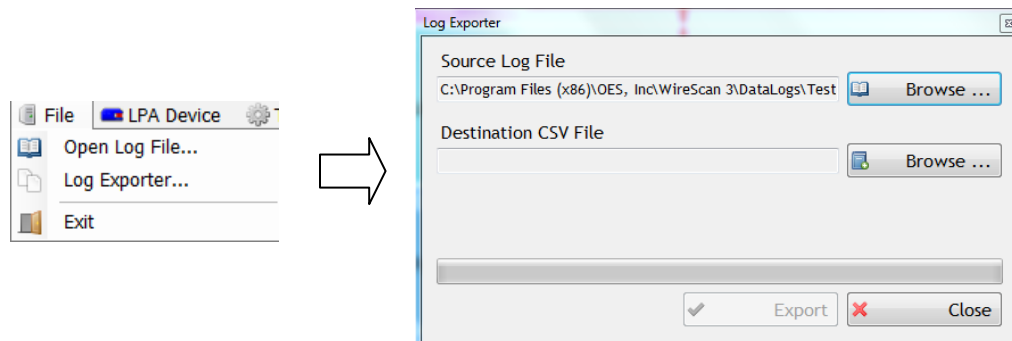 File LPA Device
Open Log File...
Log Exporter...
Exit
Log Exporter
Source Log File
C:\Program Files (x86)\OES, Inc\WireScan 3\DataLogs\Test Browse ...
Destination CSV File
Browse ...
Export Close